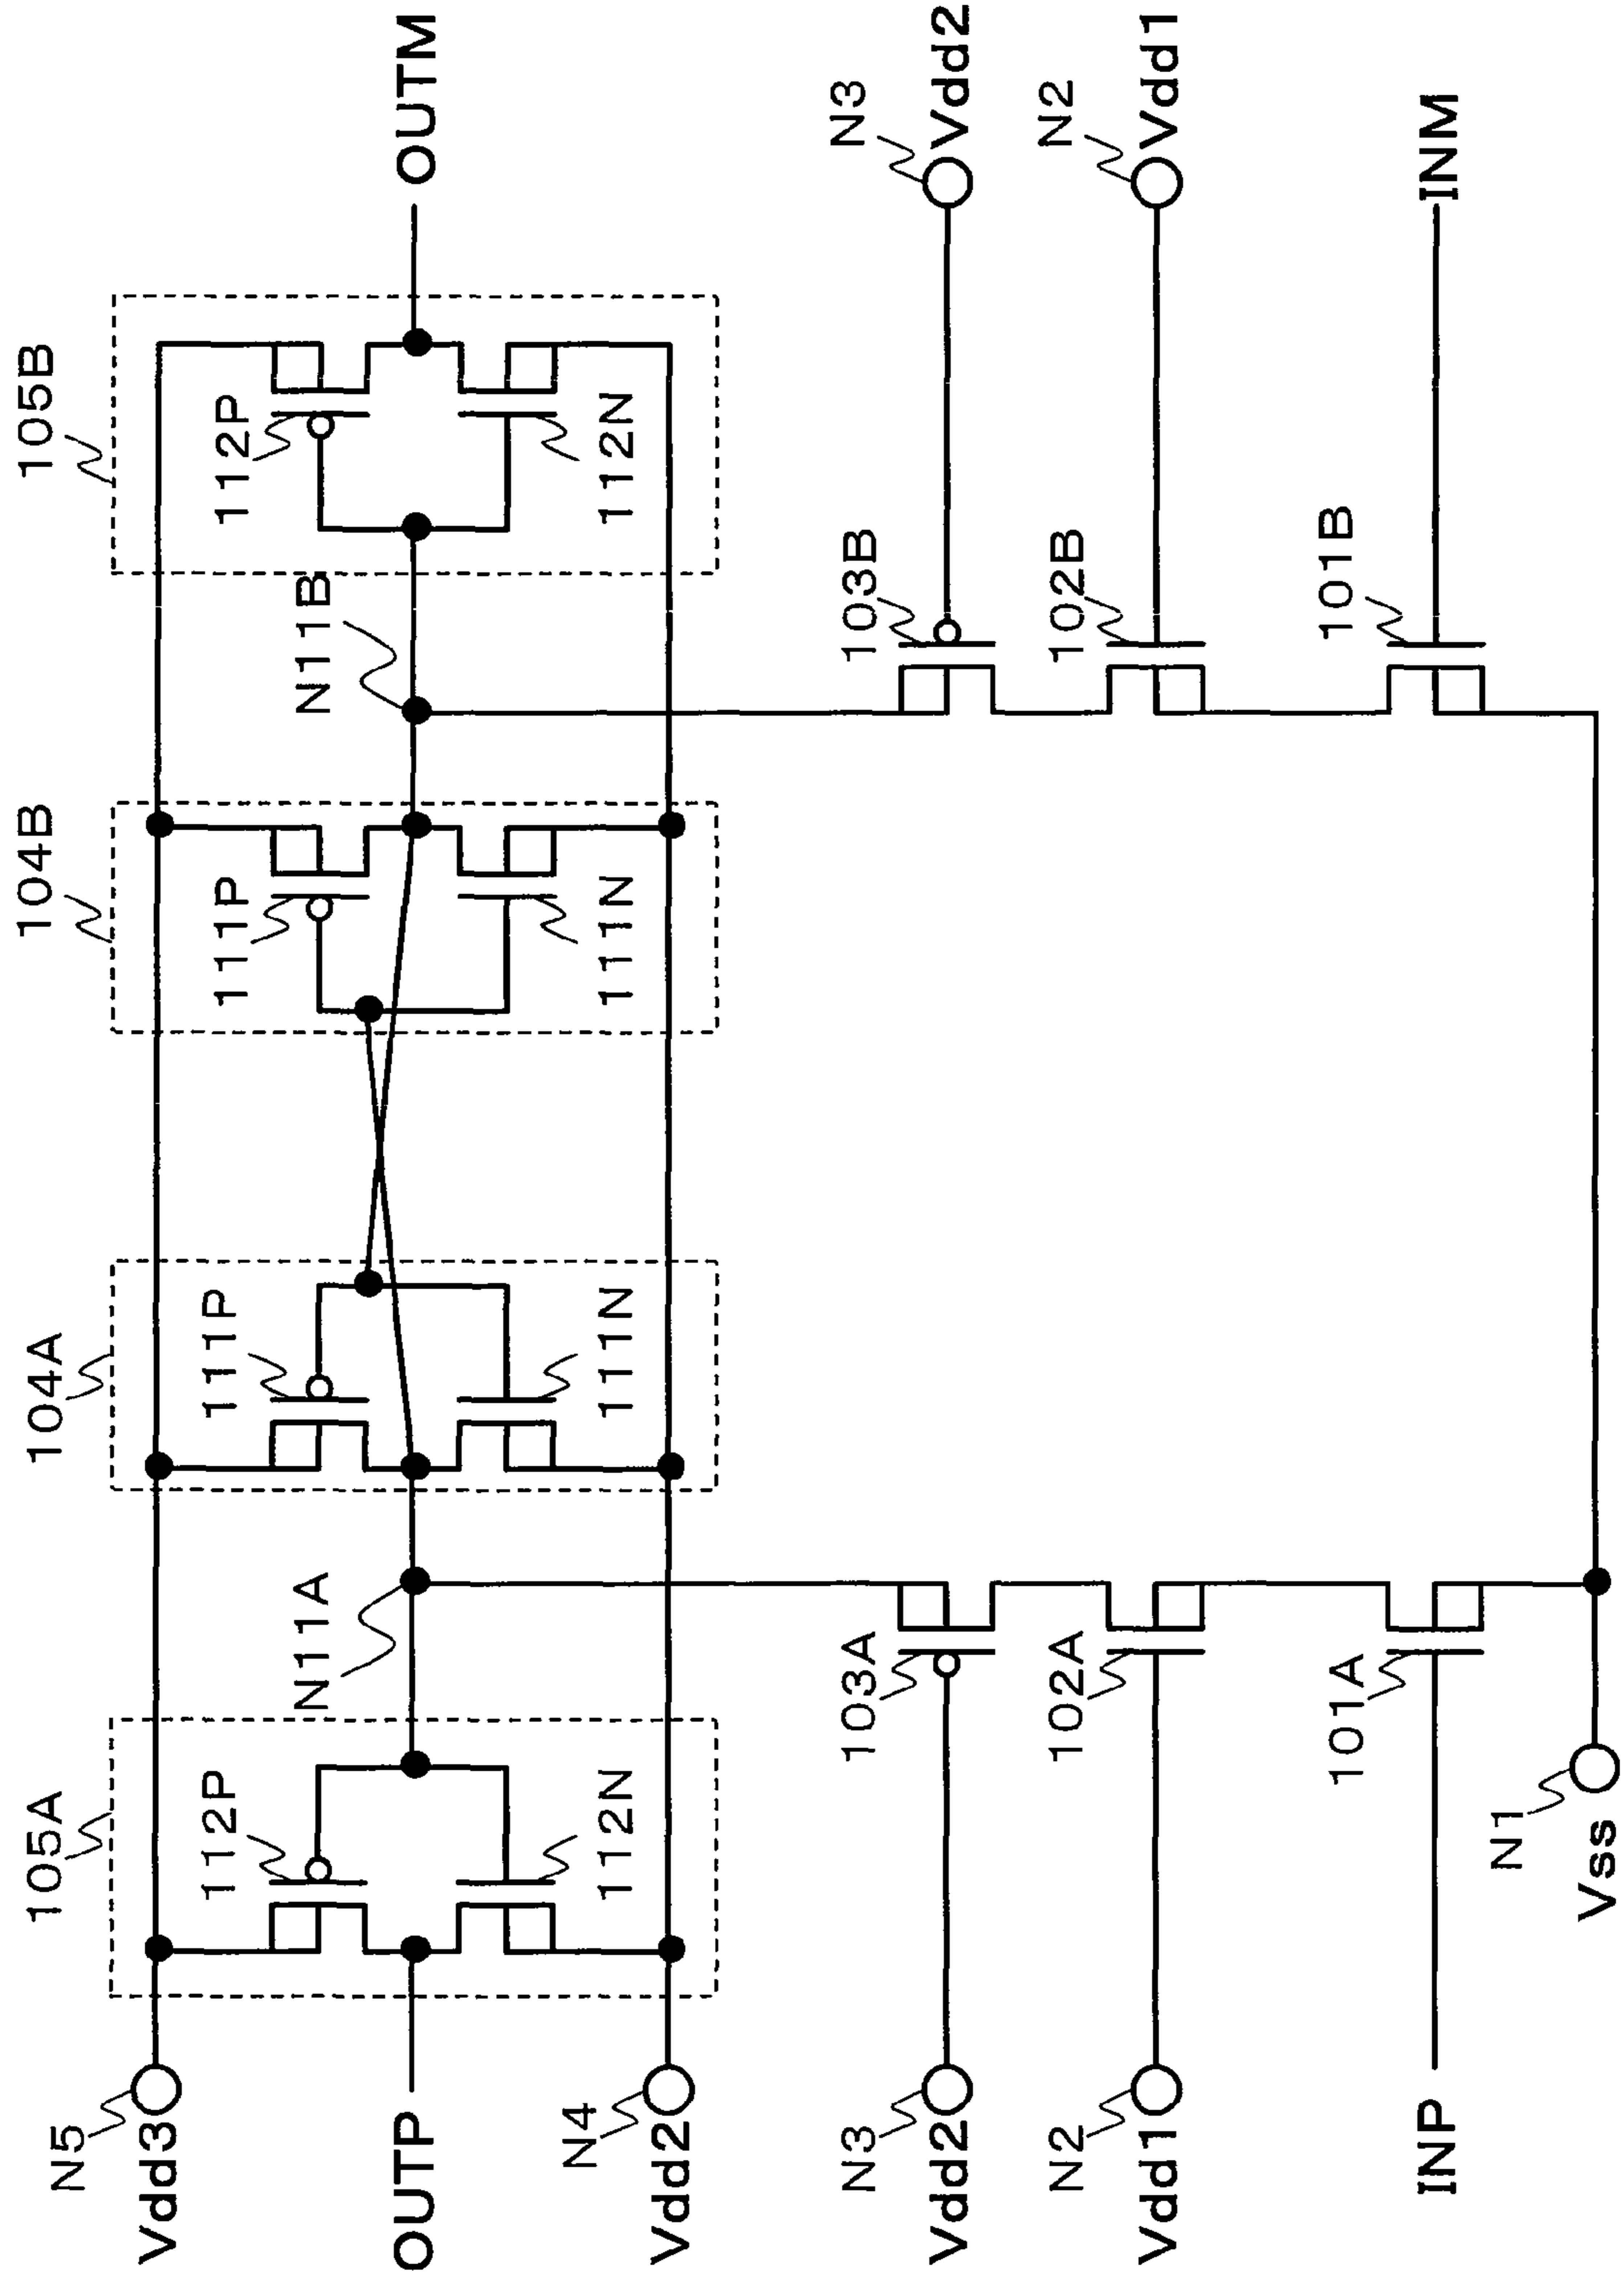 105A
104A
104B
105B
N5
Vdd3
112P
111P
111P
112P
N11A
N11B
OUTP
OUTM
N4
Vdd2
112N
111N
111N
112N
N3
Vdd2
103A
103B
N3
Vdd2
N2
Vdd1
102A
102B
N2
Vdd1
INP
101A
101B
INM
N1
Vss